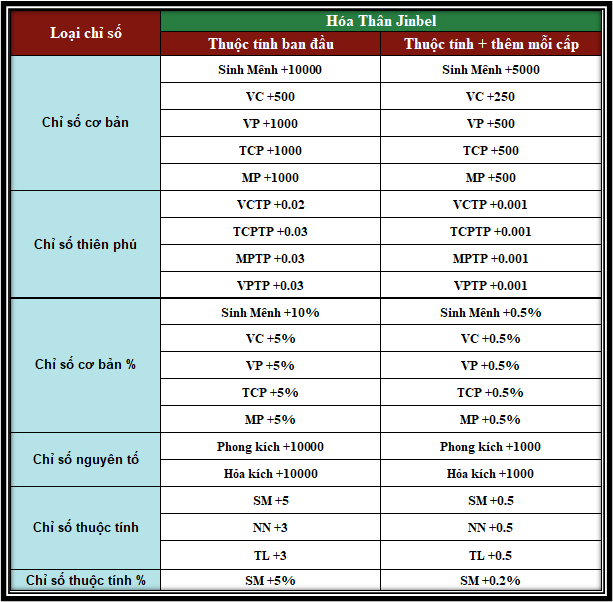 Loại chỉ số
Hóa Thân Jinbel
Thuộc tính ban đầu
Thuộc tính + thêm mỗi cấp
Chỉ số cơ bản
Sinh Mênh +10000
Sinh Mênh +5000
VC +500
VC +250
VP +1000
VP +500
TCP +1000
TCP +500
MP +1000
MP +500
Chỉ số thiên phú
VCTP +0.02
VCTP +0.001
TCPTP +0.03
TCPTP +0.001
MPTP +0.03
MPTP +0.001
VPTP +0.03
VPTP +0.001
Chỉ số cơ bản %
Sinh Mênh +10%
Sinh Mênh +0.5%
VC +5%
VC +0.5%
VP +5%
VP +0.5%
TCP +5%
TCP +0.5%
MP +5%
MP +0.5%
Chỉ số nguyên tố
Phong kích +10000
Phong kích +1000
Hỏa kích +10000
Hỏa kích +1000
Chỉ số thuộc tính
SM +5
SM +0.5
NN +3
NN +0.5
TL +3
TL +0.5
Chỉ số thuộc tính %
SM +5%
SM +0.2%